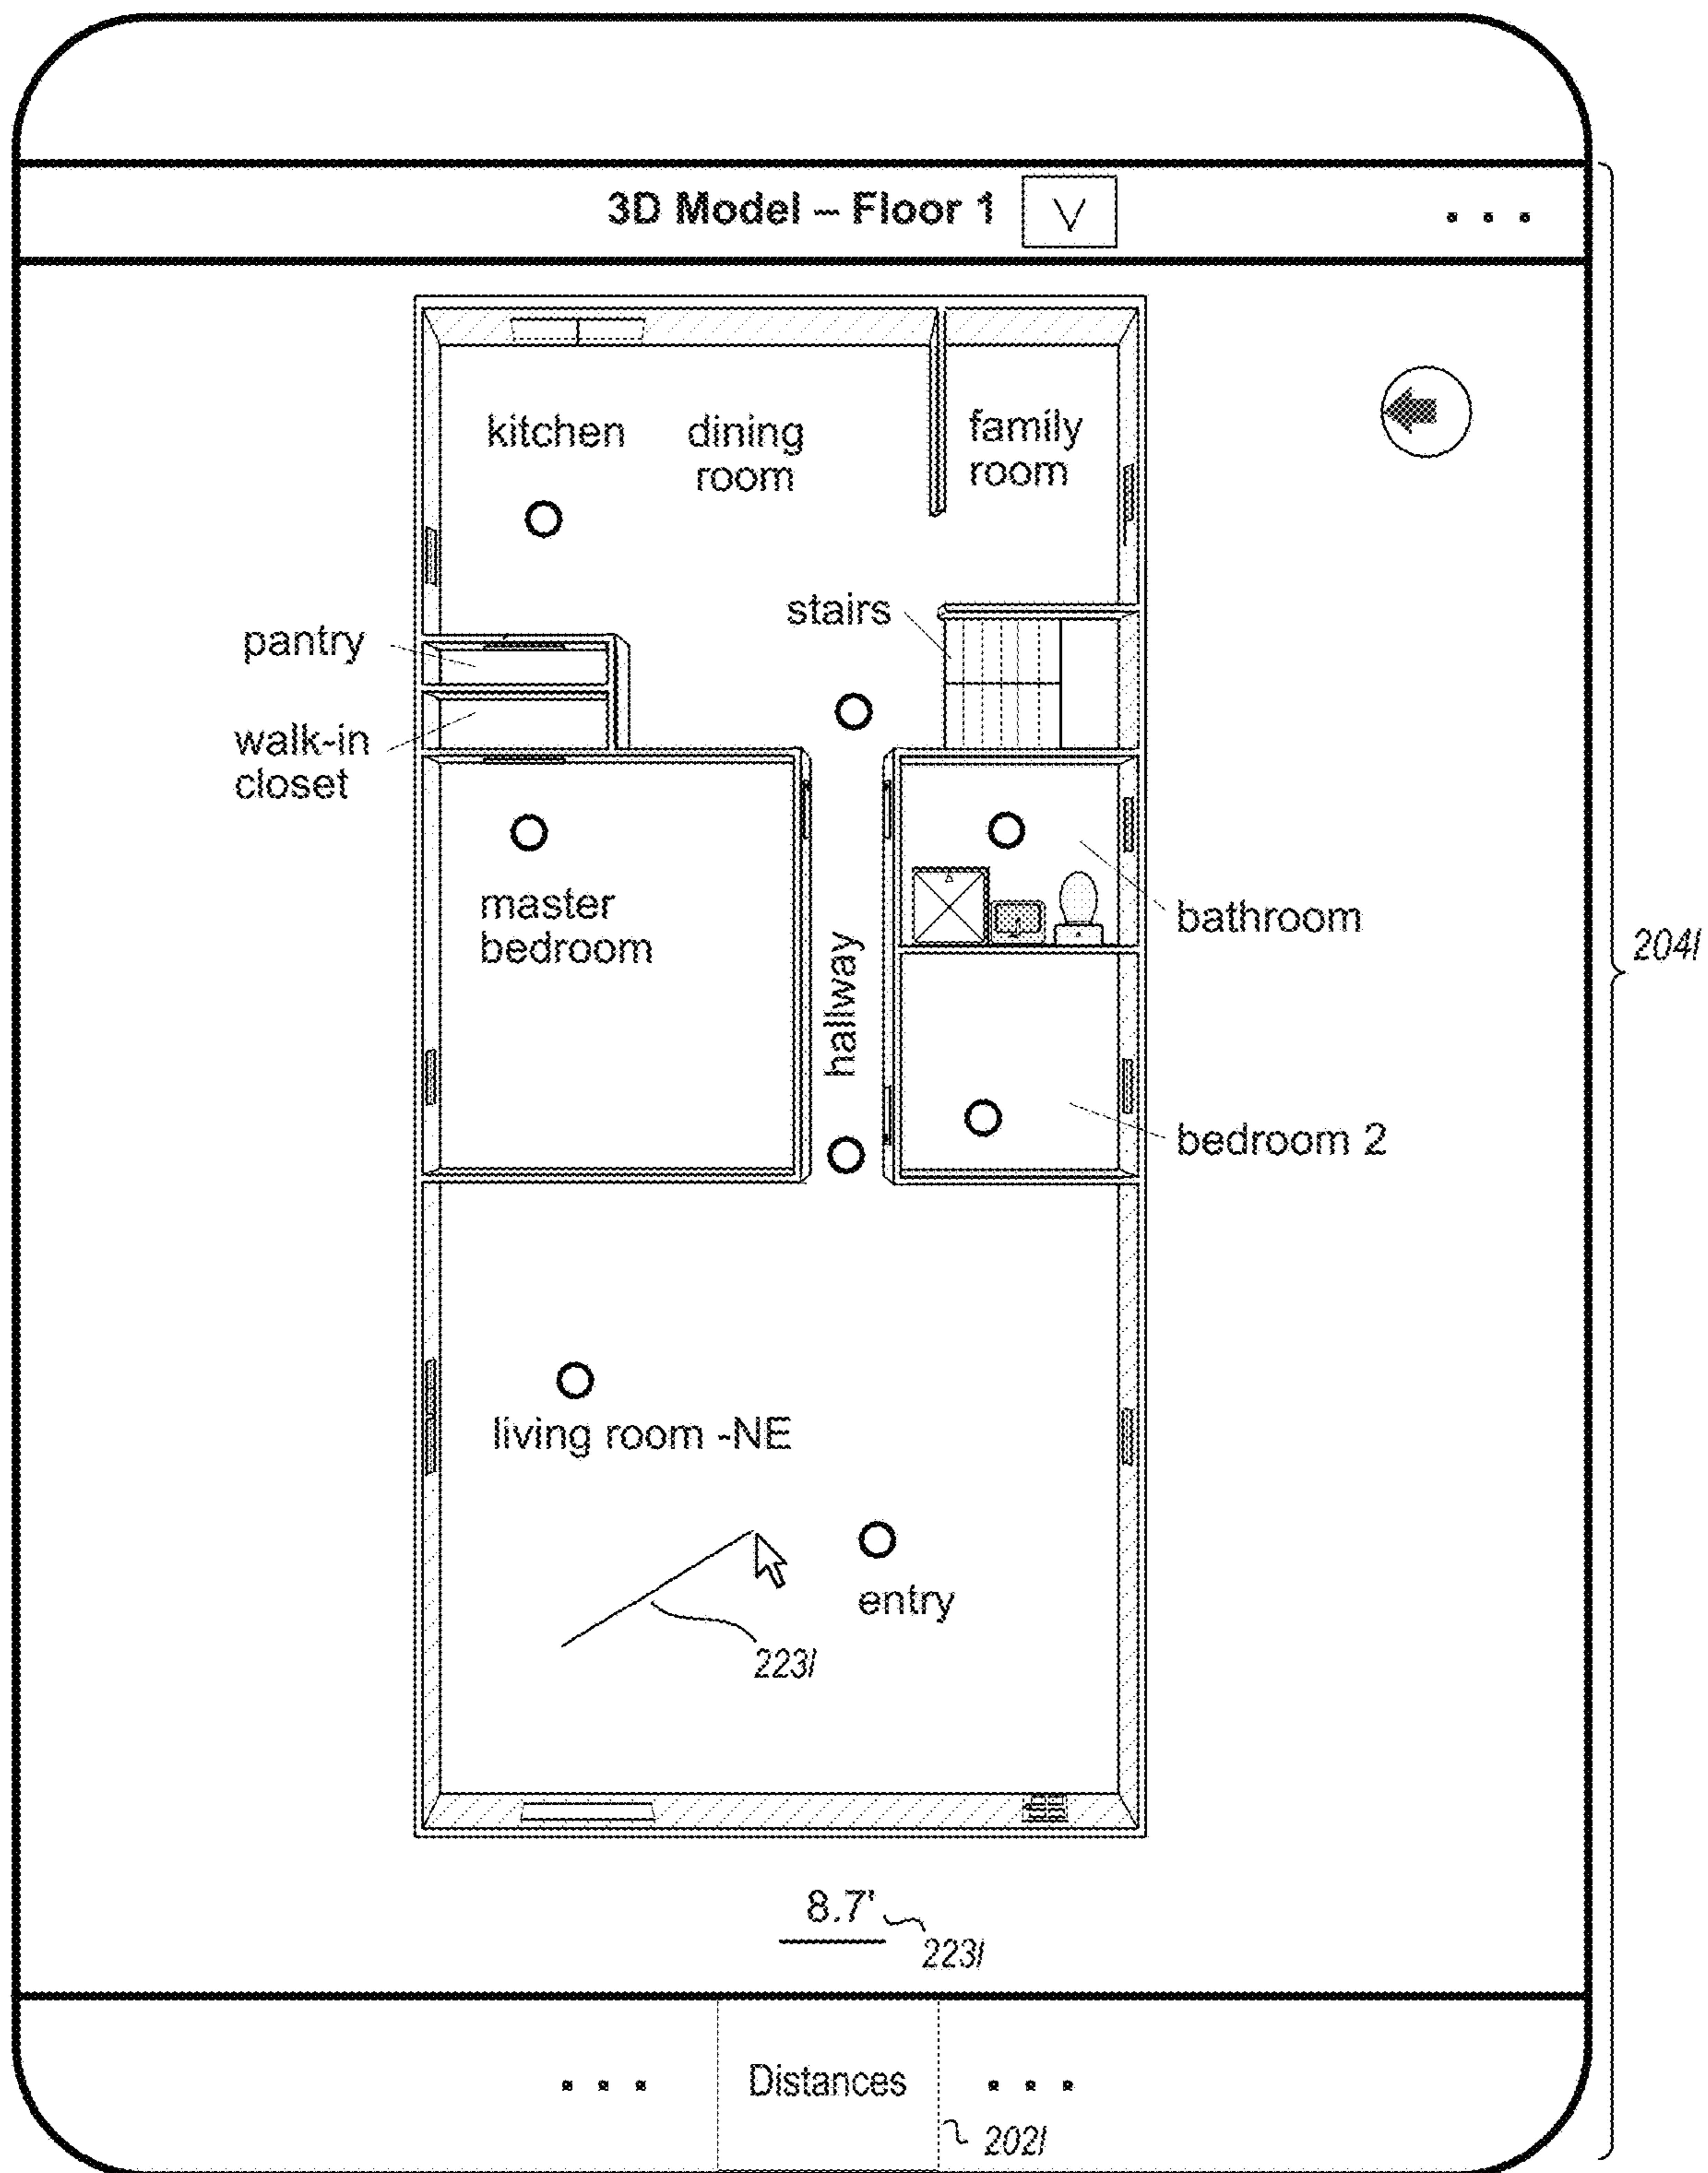 3D Model – Floor 1 V . . .
kitchen
dining
room
family
room
stairs
pantry
walk-in
closet
master
bedroom
hallway
bathroom
204l
bedroom 2
living room -NE
entry
223l
8.7'
223l
. . . Distances . . .
202l